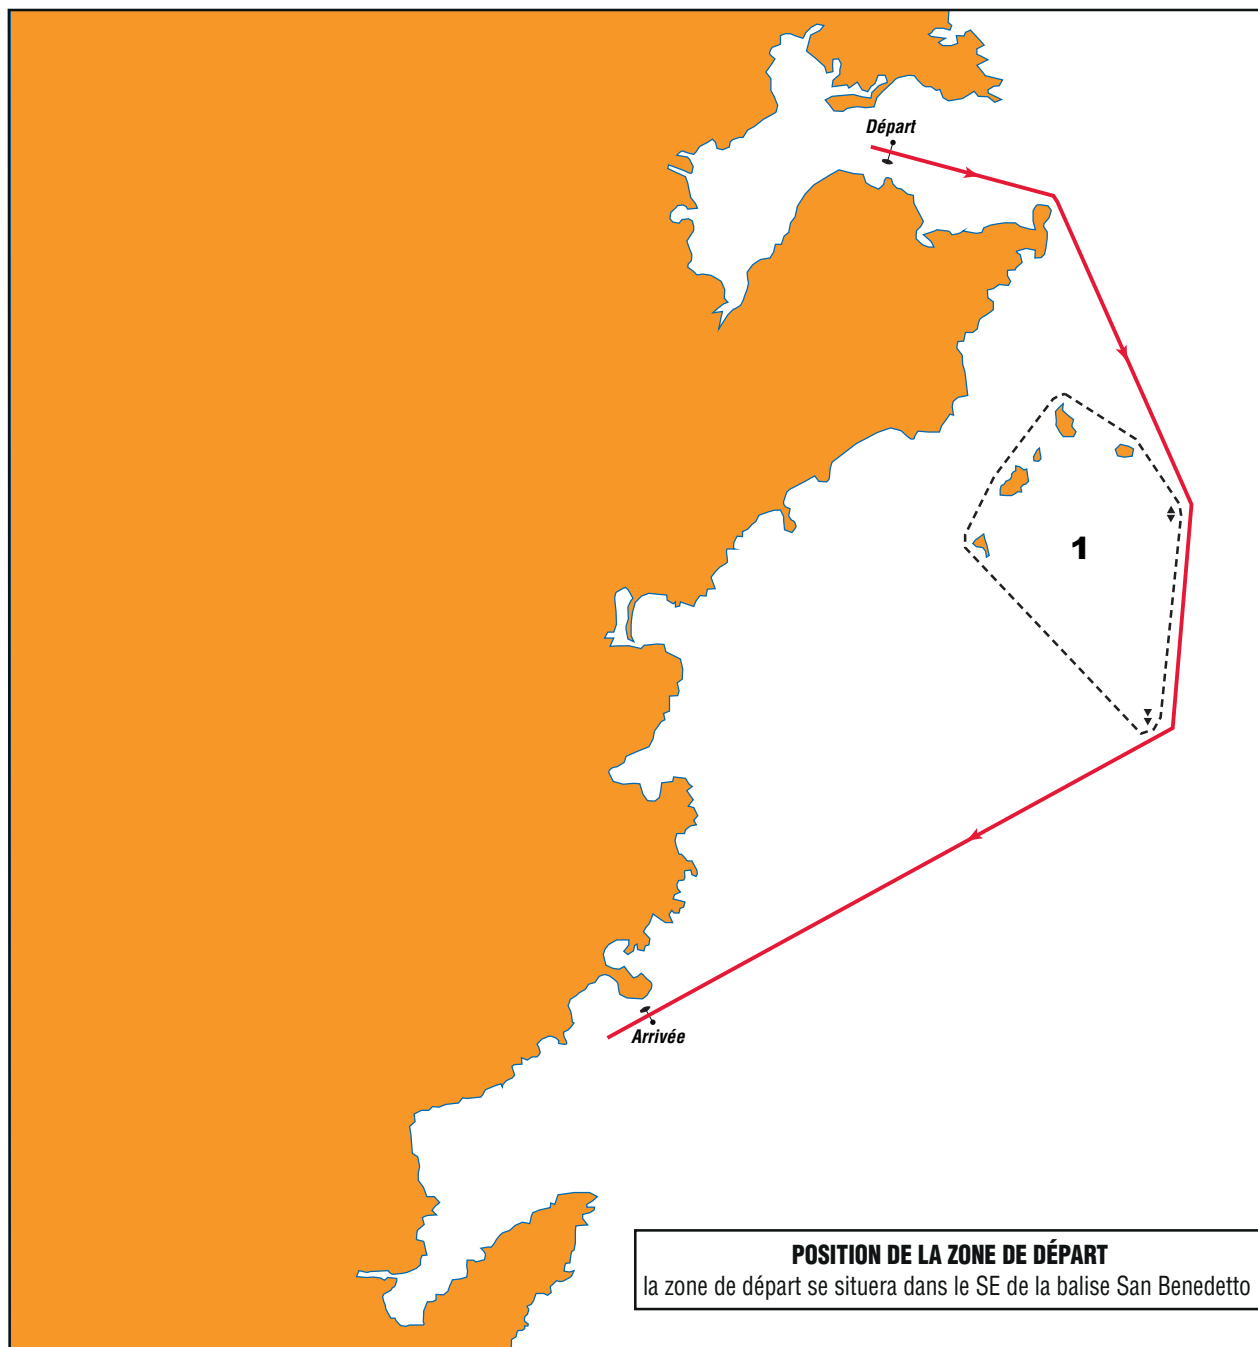 Départ
1
Arrivée
POSITION DE LA ZONE DE DÉPART
la zone de départ se situera dans le SE de la balise San Benedetto